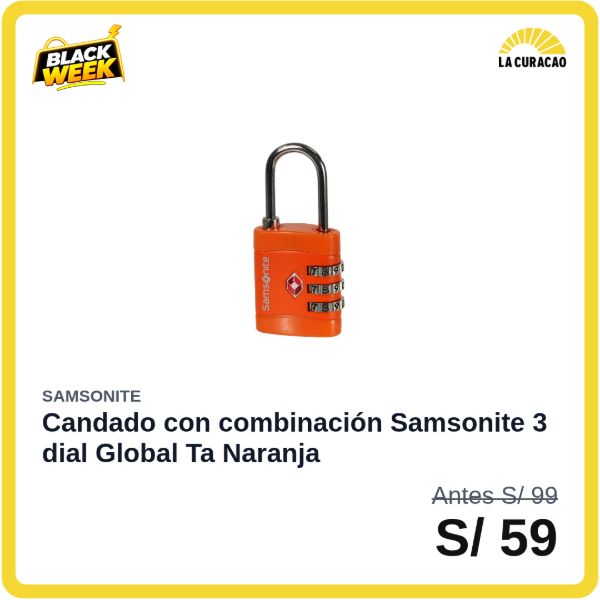 BLACK
WEEK
LA CURACAO
Samsonite
SAMSONITE
Candado con combinación Samsonite 3
dial Global Ta Naranja
Antes S/ 99
S/ 59